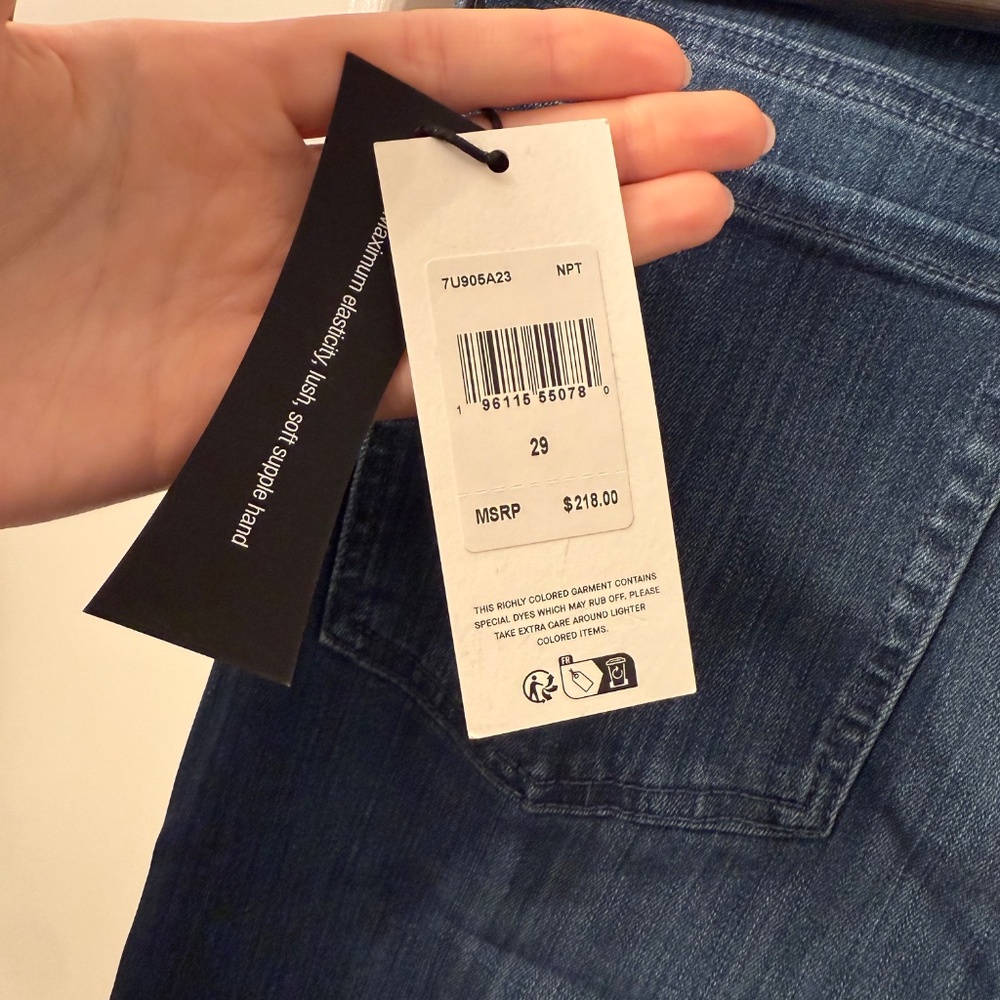 Maximum elasticity, lush, soft supple hand
7U905A23 NPT
1 96115 55078 0
29
MSRP $218.00
THIS RICHLY COLORED GARMENT CONTAINS
SPECIAL DYES WHICH MAY RUB OFF. PLEASE
TAKE EXTRA CARE AROUND LIGHTER
COLORED ITEMS.
FR